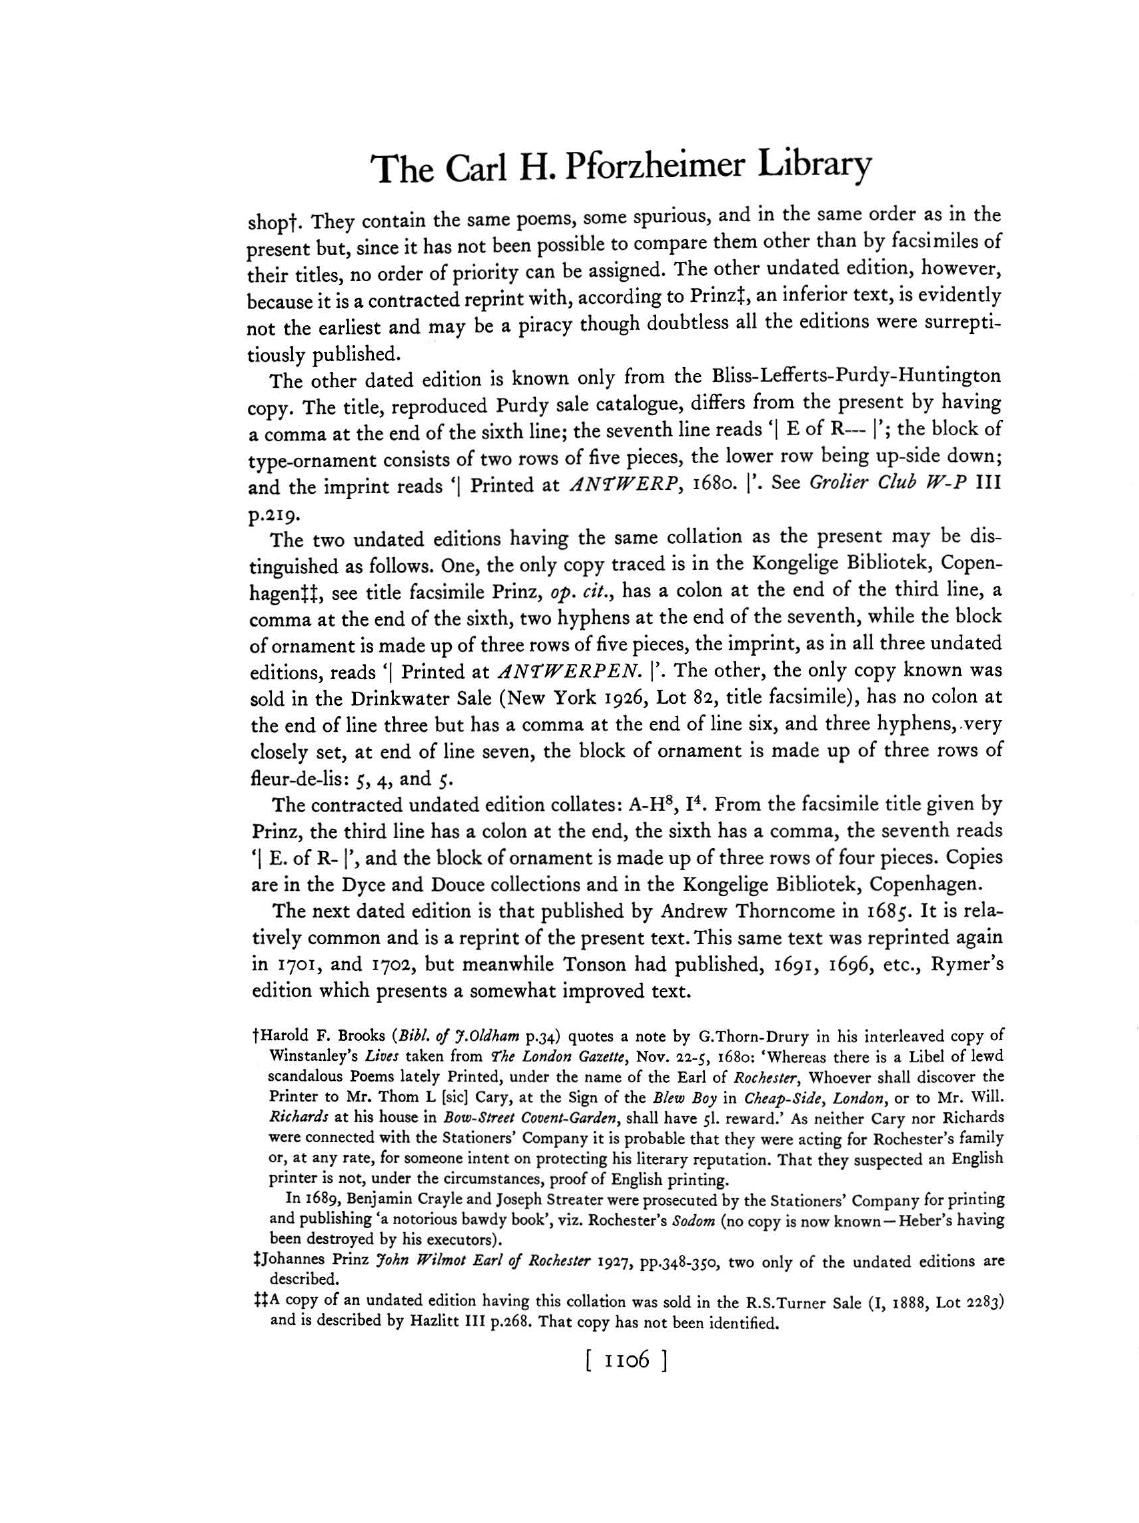 The Carl H. Pforzheimer Library
shop†. They contain the same poems, some spurious, and in the same order as in the
present but, since it has not been possible to compare them other than by facsimiles of
their titles, no order of priority can be assigned. The other undated edition, however,
because it is a contracted reprint with, according to Prinz‡, an inferior text, is evidently
not the earliest and may be a piracy though doubtless all the editions were surrepti-
tiously published.
The other dated edition is known only from the Bliss-Lefferts-Purdy-Huntington
copy. The title, reproduced Purdy sale catalogue, differs from the present by having
a comma at the end of the sixth line; the seventh line reads ‘| E of R--- |’; the block of
type-ornament consists of two rows of five pieces, the lower row being up-side down;
and the imprint reads ‘| Printed at ANTWERP, 1680. |’. See Grolier Club W-P III
p.219.
The two undated editions having the same collation as the present may be dis-
tinguished as follows. One, the only copy traced is in the Kongelige Bibliotek, Copen-
hagen‡‡, see title facsimile Prinz, op. cit., has a colon at the end of the third line, a
comma at the end of the sixth, two hyphens at the end of the seventh, while the block
of ornament is made up of three rows of five pieces, the imprint, as in all three undated
editions, reads ‘| Printed at ANTWERPEN. |’. The other, the only copy known was
sold in the Drinkwater Sale (New York 1926, Lot 82, title facsimile), has no colon at
the end of line three but has a comma at the end of line six, and three hyphens, very
closely set, at end of line seven, the block of ornament is made up of three rows of
fleur-de-lis: 5, 4, and 5.
The contracted undated edition collates: A-H⁸, I⁴. From the facsimile title given by
Prinz, the third line has a colon at the end, the sixth has a comma, the seventh reads
‘| E. of R- |’, and the block of ornament is made up of three rows of four pieces. Copies
are in the Dyce and Douce collections and in the Kongelige Bibliotek, Copenhagen.
The next dated edition is that published by Andrew Thorncome in 1685. It is rela-
tively common and is a reprint of the present text. This same text was reprinted again
in 1701, and 1702, but meanwhile Tonson had published, 1691, 1696, etc., Rymer's
edition which presents a somewhat improved text.
†Harold F. Brooks (Bibl. of J.Oldham p.34) quotes a note by G.Thorn-Drury in his interleaved copy of
Winstanley's Lives taken from The London Gazette, Nov. 22-5, 1680: ‘Whereas there is a Libel of lewd
scandalous Poems lately Printed, under the name of the Earl of Rochester, Whoever shall discover the
Printer to Mr. Thom L [sic] Cary, at the Sign of the Blew Boy in Cheap-Side, London, or to Mr. Will.
Richards at his house in Bow-Street Covent-Garden, shall have 5l. reward.’ As neither Cary nor Richards
were connected with the Stationers' Company it is probable that they were acting for Rochester's family
or, at any rate, for someone intent on protecting his literary reputation. That they suspected an English
printer is not, under the circumstances, proof of English printing.
In 1689, Benjamin Crayle and Joseph Streater were prosecuted by the Stationers' Company for printing
and publishing ‘a notorious bawdy book’, viz. Rochester's Sodom (no copy is now known—Heber's having
been destroyed by his executors).
‡Johannes Prinz John Wilmot Earl of Rochester 1927, pp.348-350, two only of the undated editions are
described.
‡‡A copy of an undated edition having this collation was sold in the R.S.Turner Sale (I, 1888, Lot 2283)
and is described by Hazlitt III p.268. That copy has not been identified.
[ 1106 ]